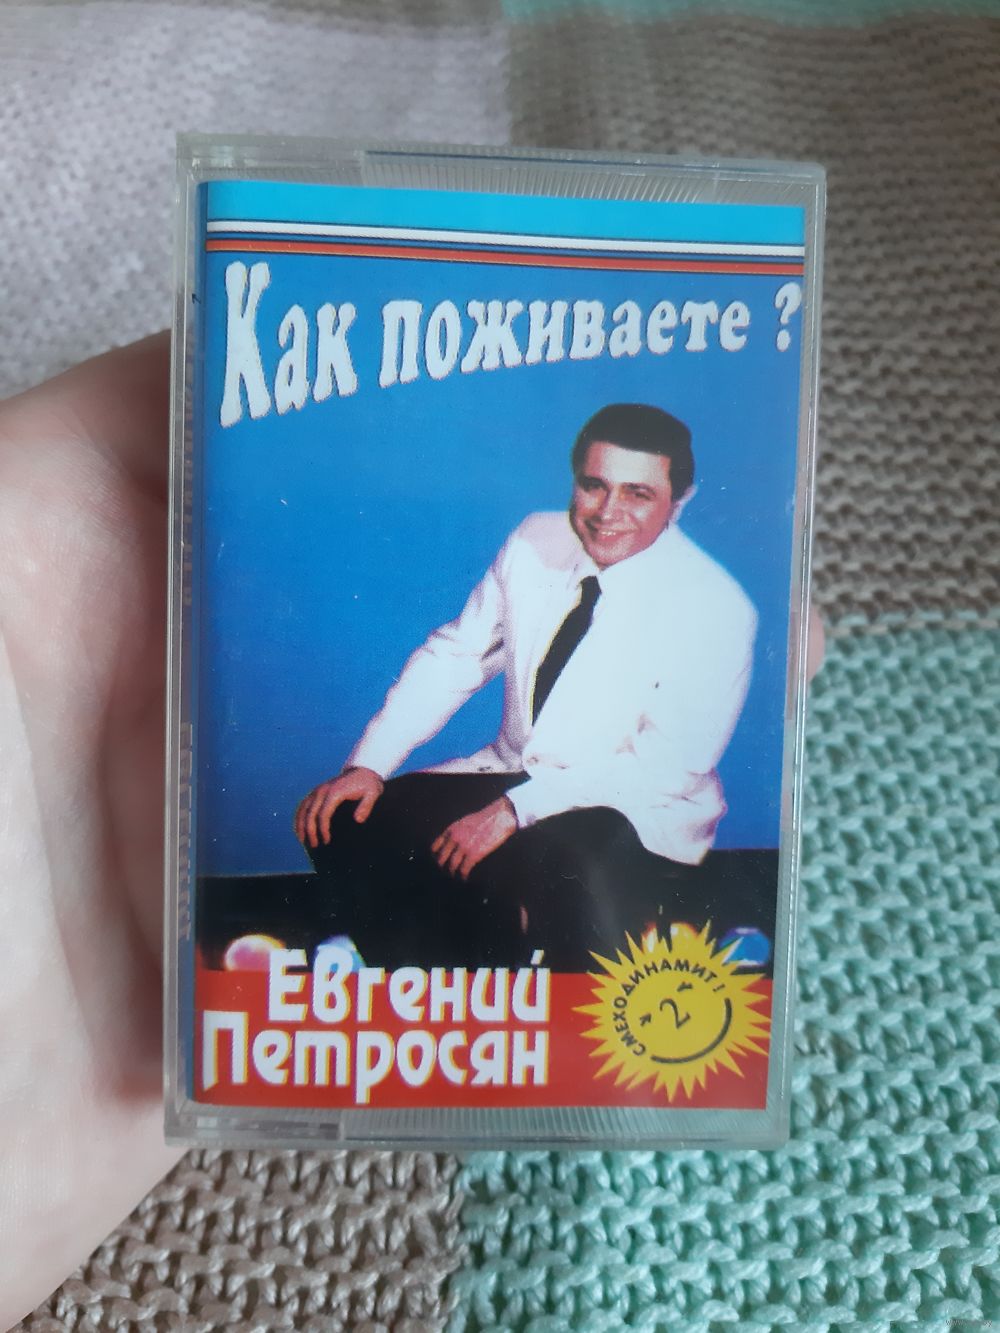 Как поживаете ?
Евгений
Петросян
СМЕХОДИНАМИТ!
2